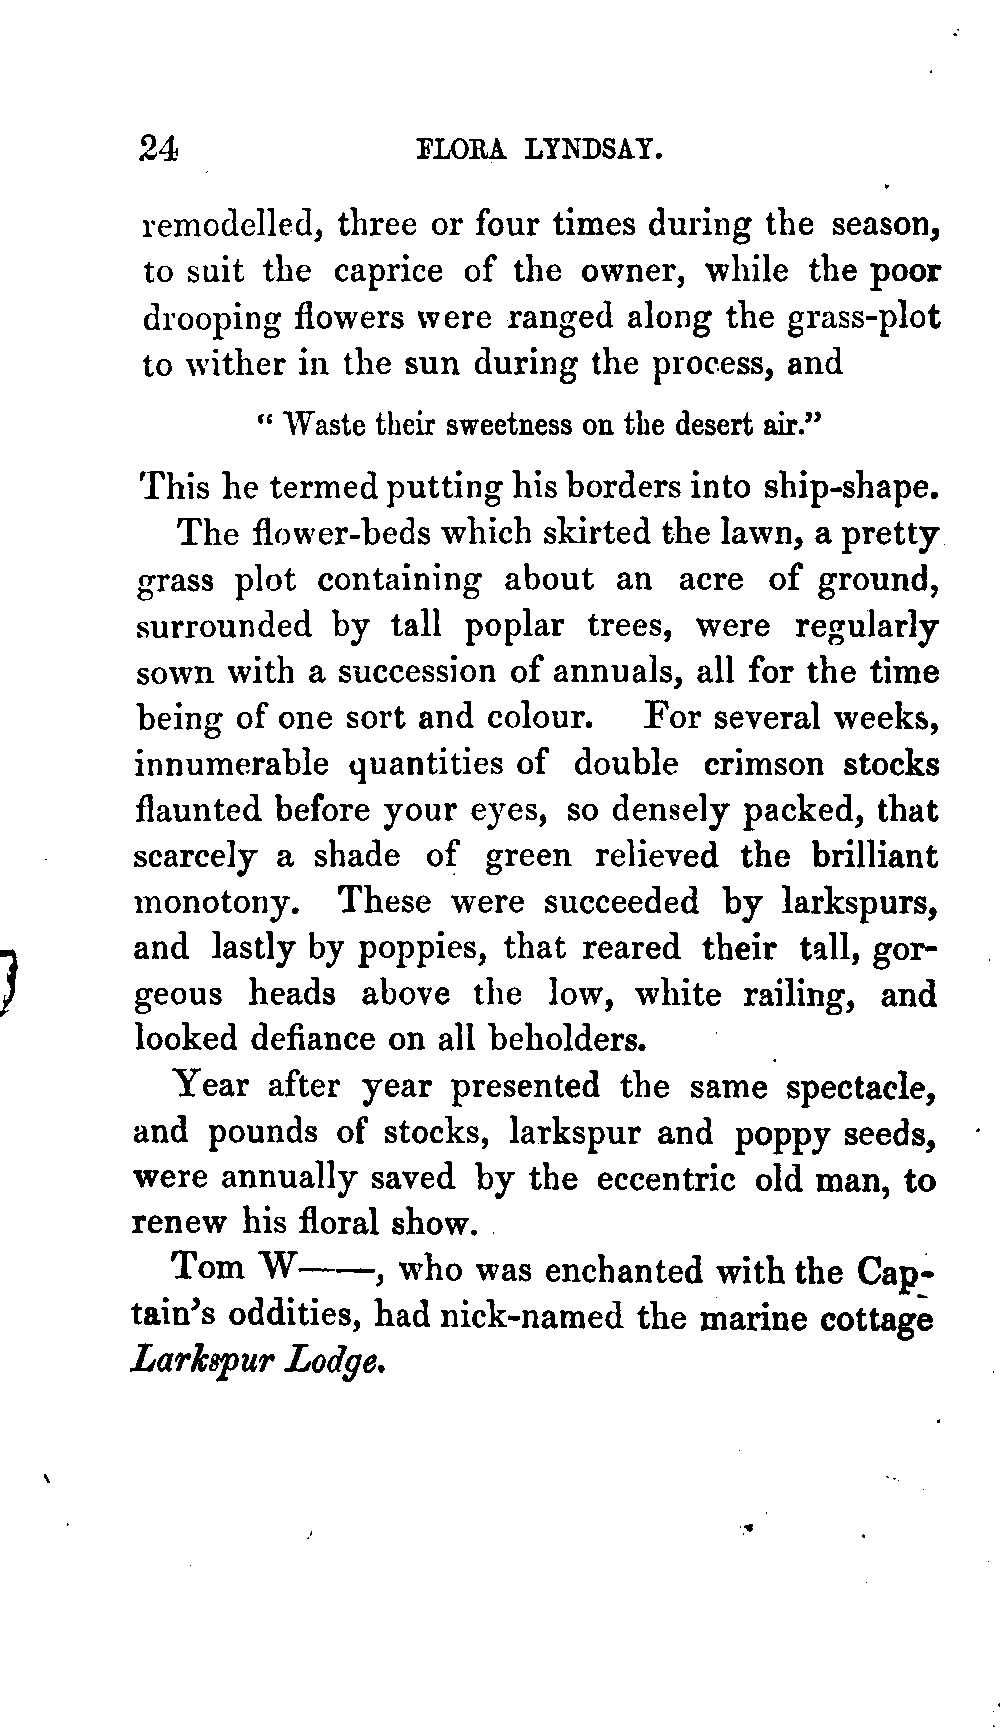 24 FLORA LYNDSAY.
remodelled, three or four times during the season,
to suit the caprice of the owner, while the poor
drooping flowers were ranged along the grass-plot
to wither in the sun during the process, and
“ Waste their sweetness on the desert air.”
This he termed putting his borders into ship-shape.
The flower-beds which skirted the lawn, a pretty
grass plot containing about an acre of ground,
surrounded by tall poplar trees, were regularly
sown with a succession of annuals, all for the time
being of one sort and colour. For several weeks,
innumerable quantities of double crimson stocks
flaunted before your eyes, so densely packed, that
scarcely a shade of green relieved the brilliant
monotony. These were succeeded by larkspurs,
and lastly by poppies, that reared their tall, gor-
geous heads above the low, white railing, and
looked defiance on all beholders.
Year after year presented the same spectacle,
and pounds of stocks, larkspur and poppy seeds,
were annually saved by the eccentric old man, to
renew his floral show.
Tom W——, who was enchanted with the Cap-
tain’s oddities, had nick-named the marine cottage
Larkspur Lodge.